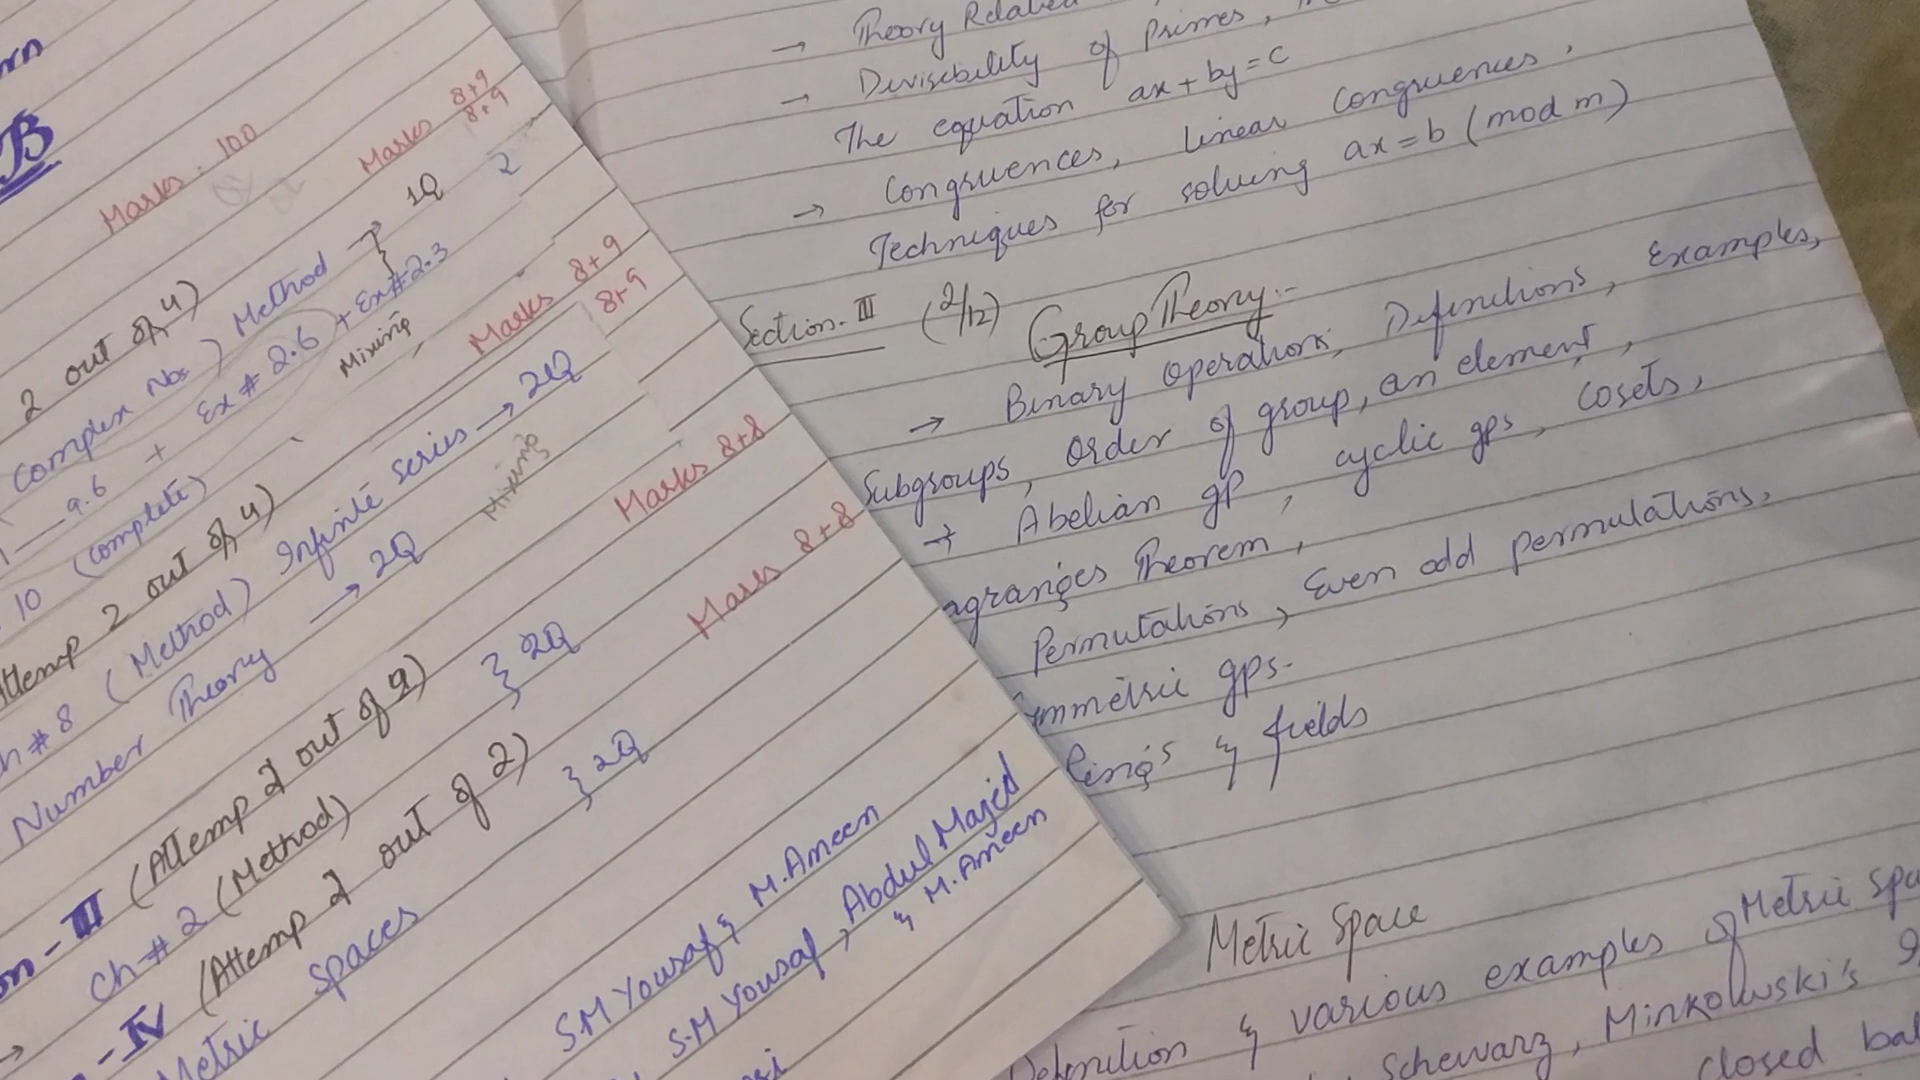 B
Marks. 100
2 out of 4)
Marks 8+9
8+9
Complex Nos ) Method → 1Q
9.6 + Ex # 2.6 + Ex # 2.3 2
10 (complete) Mixing
Attemp 2 out of 4) Marks 8+9
8+9
Ch # 8 (Method) Infinite series → 2Q
Number Theory → 2Q Mixing
III (Attemp 2 out of 2) Marks 8+8
Ch # 2 (Method) } 2Q
- IV (Attemp 2 out of 2) Marks 8+8
Metric Spaces } 2Q
S.M Yousaf & M. Ameen
S.M Yousaf, Abdul Majid
& M. Ameen
→ Theory Related
→ Divisebility of Primes,
The equation ax + by = c
→ Congruences, linear Congruences,
Techniques for solving ax = b (mod m)
Section. III (2/12) Group Theory:-
→ Binary operations, Definitions, Examples,
Subgroups, order of group, an element,
→ Abelian gp, cyclic gps, Cosets,
agranges Theorem,
Permutations, Even odd permutations,
ymmetric gps.
Rings & fields
Metric Space
Definition & various examples of Metric Spa
Schewarz, Minkowski's
closed bal